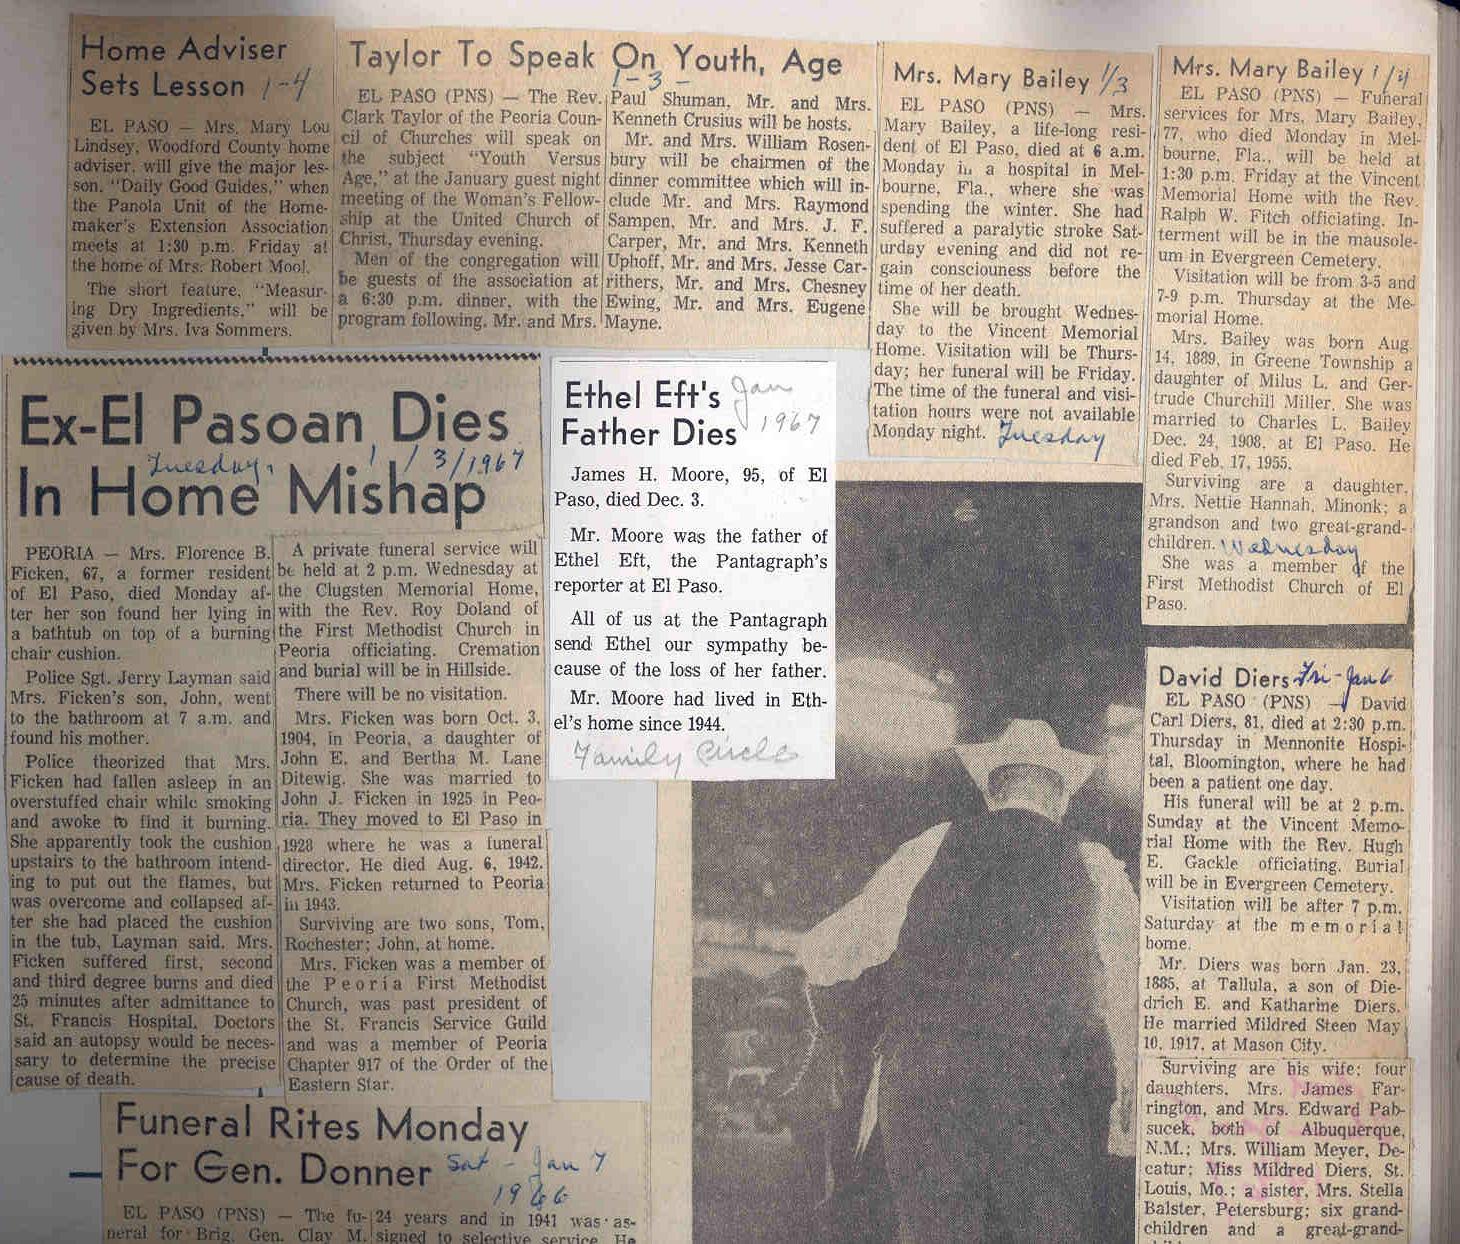 Home Adviser
Sets Lesson 1-4
EL PASO — Mrs. Mary Lou
Lindsey, Woodford County home
adviser, will give the major les-
son, "Daily Good Guides," when
the Panola Unit of the Home-
maker's Extension Association
meets at 1:30 p.m. Friday at
the home of Mrs. Robert Mool.
The short feature, "Measur-
ing Dry Ingredients," will be
given by Mrs. Iva Sommers.
Taylor To Speak On Youth, Age
1-3-
EL PASO (PNS) — The Rev.
Clark Taylor of the Peoria Coun-
cil of Churches will speak on
the subject "Youth Versus
Age," at the January guest night
meeting of the Woman's Fellow-
ship at the United Church of
Christ, Thursday evening.
Men of the congregation will
be guests of the association at
a 6:30 p.m. dinner, with the
program following. Mr. and Mrs.
Paul Shuman, Mr. and Mrs.
Kenneth Crusius will be hosts.
Mr. and Mrs. William Rosen-
bury will be chairmen of the
dinner committee which will in-
clude Mr. and Mrs. Raymond
Sampen, Mr. and Mrs. J. F.
Carper, Mr. and Mrs. Kenneth
Uphoff, Mr. and Mrs. Jesse Car-
rithers, Mr. and Mrs. Chesney
Ewing, Mr. and Mrs. Eugene
Mayne.
Mrs. Mary Bailey 1/3
EL PASO (PNS) — Mrs.
Mary Bailey, a life-long resi-
dent of El Paso, died at 6 a.m.
Monday in a hospital in Mel-
bourne, Fla., where she was
spending the winter. She had
suffered a paralytic stroke Sat-
urday evening and did not re-
gain consciouness before the
time of her death.
She will be brought Wednes-
day to the Vincent Memorial
Home. Visitation will be Thurs-
day; her funeral will be Friday.
The time of the funeral and visi-
tation hours were not available
Monday night. Tuesday
Mrs. Mary Bailey 1/4
EL PASO (PNS) — Funeral
services for Mrs. Mary Bailey,
77, who died Monday in Mel-
bourne, Fla., will be held at
1:30 p.m. Friday at the Vincent
Memorial Home with the Rev.
Ralph W. Fitch officiating. In-
terment will be in the mausole-
um in Evergreen Cemetery.
Visitation will be from 3-5 and
7-9 p.m. Thursday at the Me-
morial Home.
Mrs. Bailey was born Aug.
14, 1889, in Greene Township a
daughter of Milus L. and Ger-
trude Churchill Miller. She was
married to Charles L. Bailey
Dec. 24, 1908, at El Paso. He
died Feb. 17, 1955.
Surviving are a daughter,
Mrs. Nettie Hannah, Minonk; a
grandson and two great-grand-
children. Wednesday
She was a member of the
First Methodist Church of El
Paso.
Ex-El Pasoan Dies
Tuesday, 1/3/1967
In Home Mishap
PEORIA — Mrs. Florence B.
Ficken, 67, a former resident
of El Paso, died Monday af-
ter her son found her lying in
a bathtub on top of a burning
chair cushion.
Police Sgt. Jerry Layman said
Mrs. Ficken's son, John, went
to the bathroom at 7 a.m. and
found his mother.
Police theorized that Mrs.
Ficken had fallen asleep in an
overstuffed chair while smoking
and awoke to find it burning.
She apparently took the cushion
upstairs to the bathroom intend-
ing to put out the flames, but
was overcome and collapsed af-
ter she had placed the cushion
in the tub, Layman said. Mrs.
Ficken suffered first, second
and third degree burns and died
25 minutes after admittance to
St. Francis Hospital. Doctors
said an autopsy would be neces-
sary to determine the precise
cause of death.
A private funeral service will
be held at 2 p.m. Wednesday at
the Clugsten Memorial Home,
with the Rev. Roy Doland of
the First Methodist Church in
Peoria officiating. Cremation
and burial will be in Hillside.
There will be no visitation.
Mrs. Ficken was born Oct. 3,
1904, in Peoria, a daughter of
John E. and Bertha M. Lane
Ditewig. She was married to
John J. Ficken in 1925 in Peo-
ria. They moved to El Paso in
1928 where he was a funeral
director. He died Aug. 6, 1942.
Mrs. Ficken returned to Peoria
in 1943.
Surviving are two sons, Tom,
Rochester; John, at home.
Mrs. Ficken was a member of
the Peoria First Methodist
Church, was past president of
the St. Francis Service Guild
and was a member of Peoria
Chapter 917 of the Order of the
Eastern Star.
Ethel Eft's Jan
Father Dies 1967
James H. Moore, 95, of El
Paso, died Dec. 3.
Mr. Moore was the father of
Ethel Eft, the Pantagraph's
reporter at El Paso.
All of us at the Pantagraph
send Ethel our sympathy be-
cause of the loss of her father.
Mr. Moore had lived in Eth-
el's home since 1944.
Family Circle
David Diers Fri-Jan 6
EL PASO (PNS) — David
Carl Diers, 81, died at 2:30 p.m.
Thursday in Mennonite Hospi-
tal, Bloomington, where he had
been a patient one day.
His funeral will be at 2 p.m.
Sunday at the Vincent Memo-
rial Home with the Rev. Hugh
E. Gackle officiating. Burial
will be in Evergreen Cemetery.
Visitation will be after 7 p.m.
Saturday at the memorial
home.
Mr. Diers was born Jan. 23,
1885, at Tallula, a son of Die-
drich E. and Katharine Diers.
He married Mildred Steen May
10, 1917, at Mason City.
Surviving are his wife; four
daughters, Mrs. James Far-
rington, and Mrs. Edward Pab-
sucek, both of Albuquerque,
N.M.; Mrs. William Meyer, De-
catur; Miss Mildred Diers, St.
Louis, Mo.; a sister, Mrs. Stella
Balster, Petersburg; six grand-
children and a great-grand-
Funeral Rites Monday
For Gen. Donner Sat - Jan 7
1966
EL PASO (PNS) — The fu-
neral for Brig. Gen. Clay M.
24 years and in 1941 was as-
signed to selective service. He